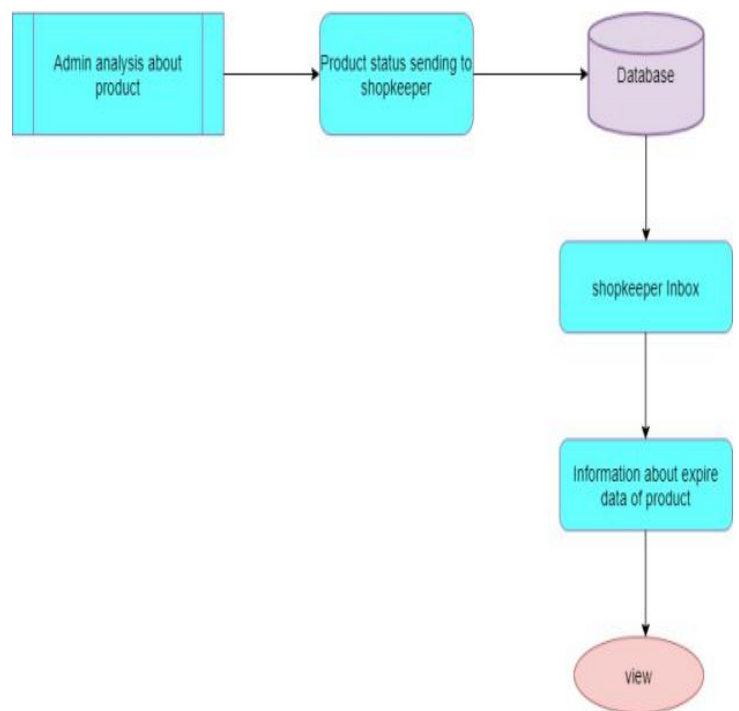 Admin analysis about
product
Product status sending to
shopkeeper
Database
shopkeeper Inbox
Information about expire
data of product
view